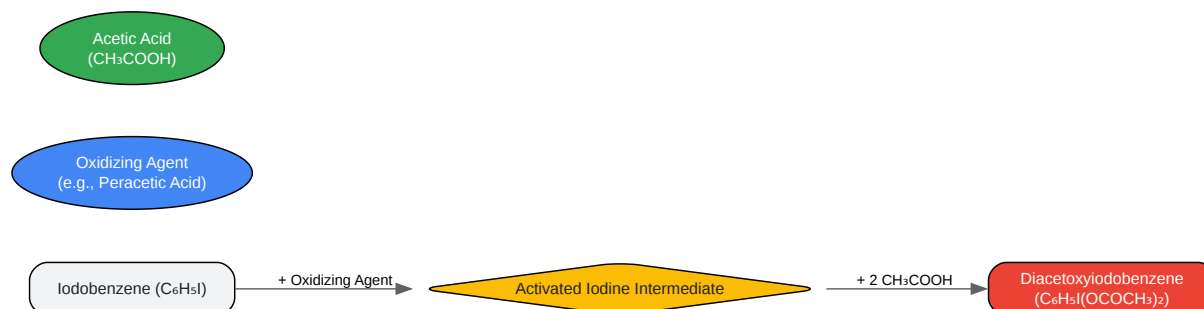 Acetic Acid
(CH₃COOH)
Oxidizing Agent
(e.g., Peracetic Acid)
Iodobenzene (C₆H₅I)
+ Oxidizing Agent
Activated Iodine Intermediate
+ 2 CH₃COOH
Diacetoxyiodobenzene
(C₆H₅I(OCOCH₃)₂)